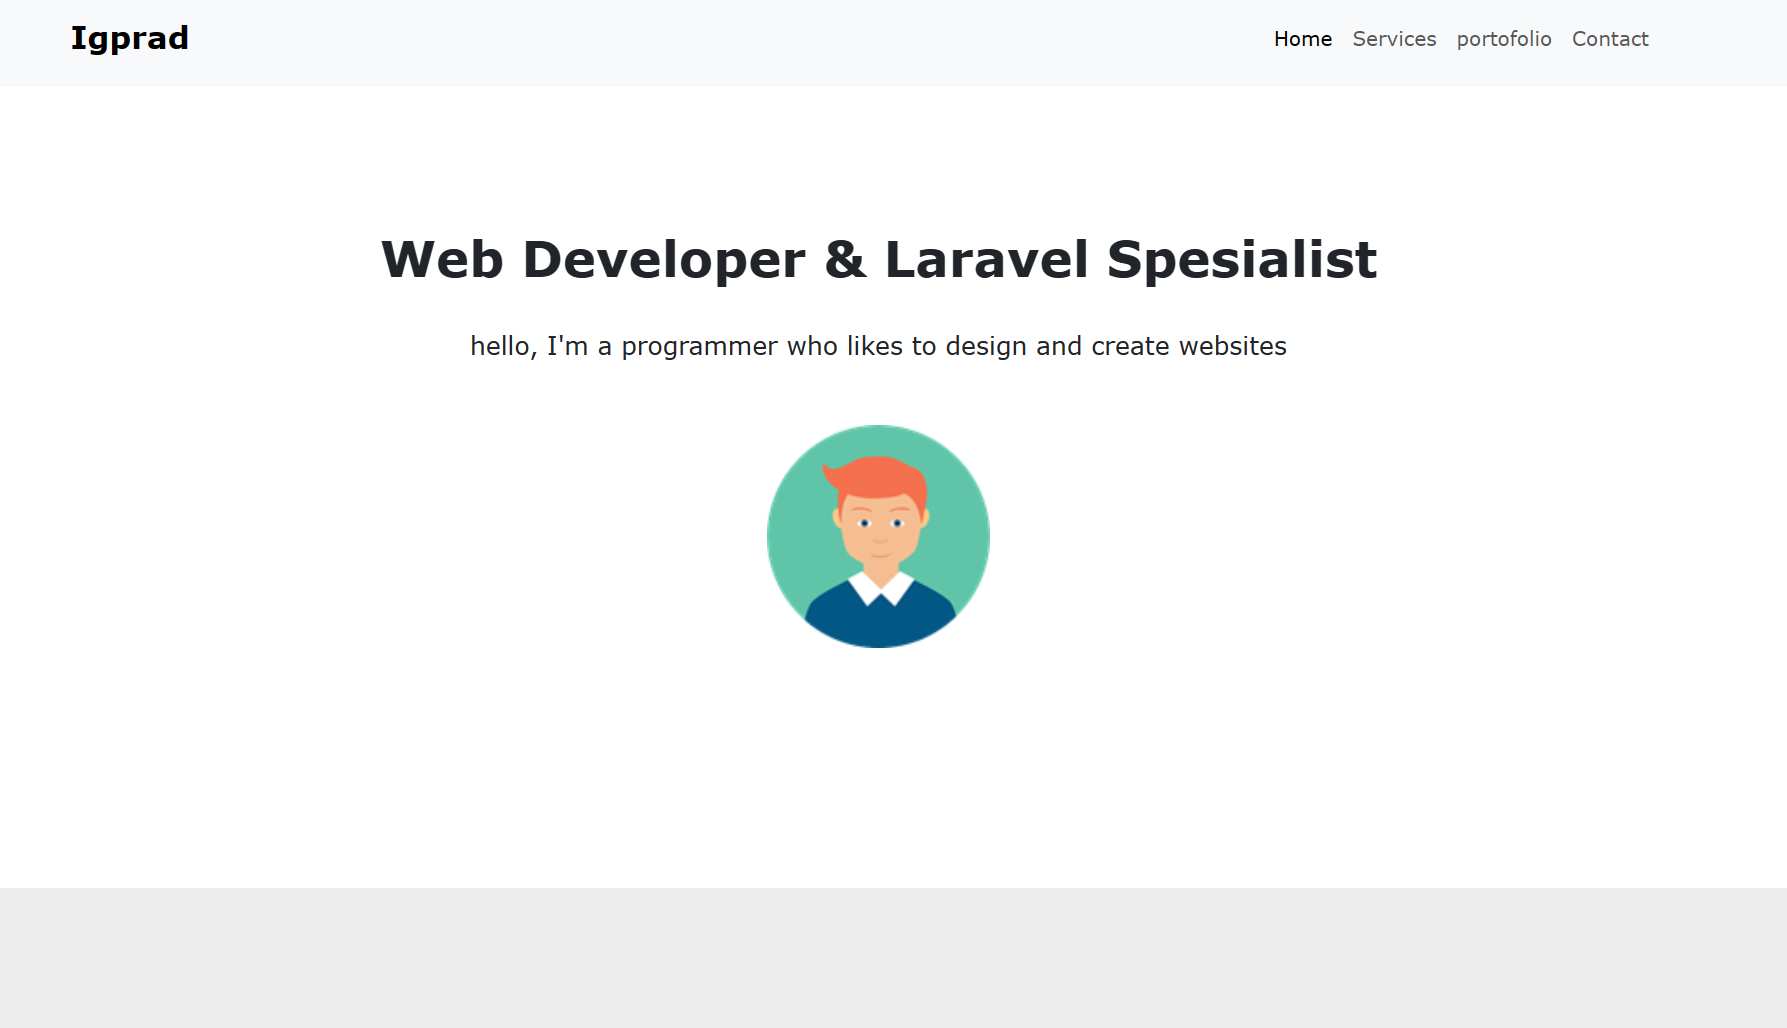 Igprad
Home Services portofolio Contact
Web Developer & Laravel Spesialist
hello, I'm a programmer who likes to design and create websites